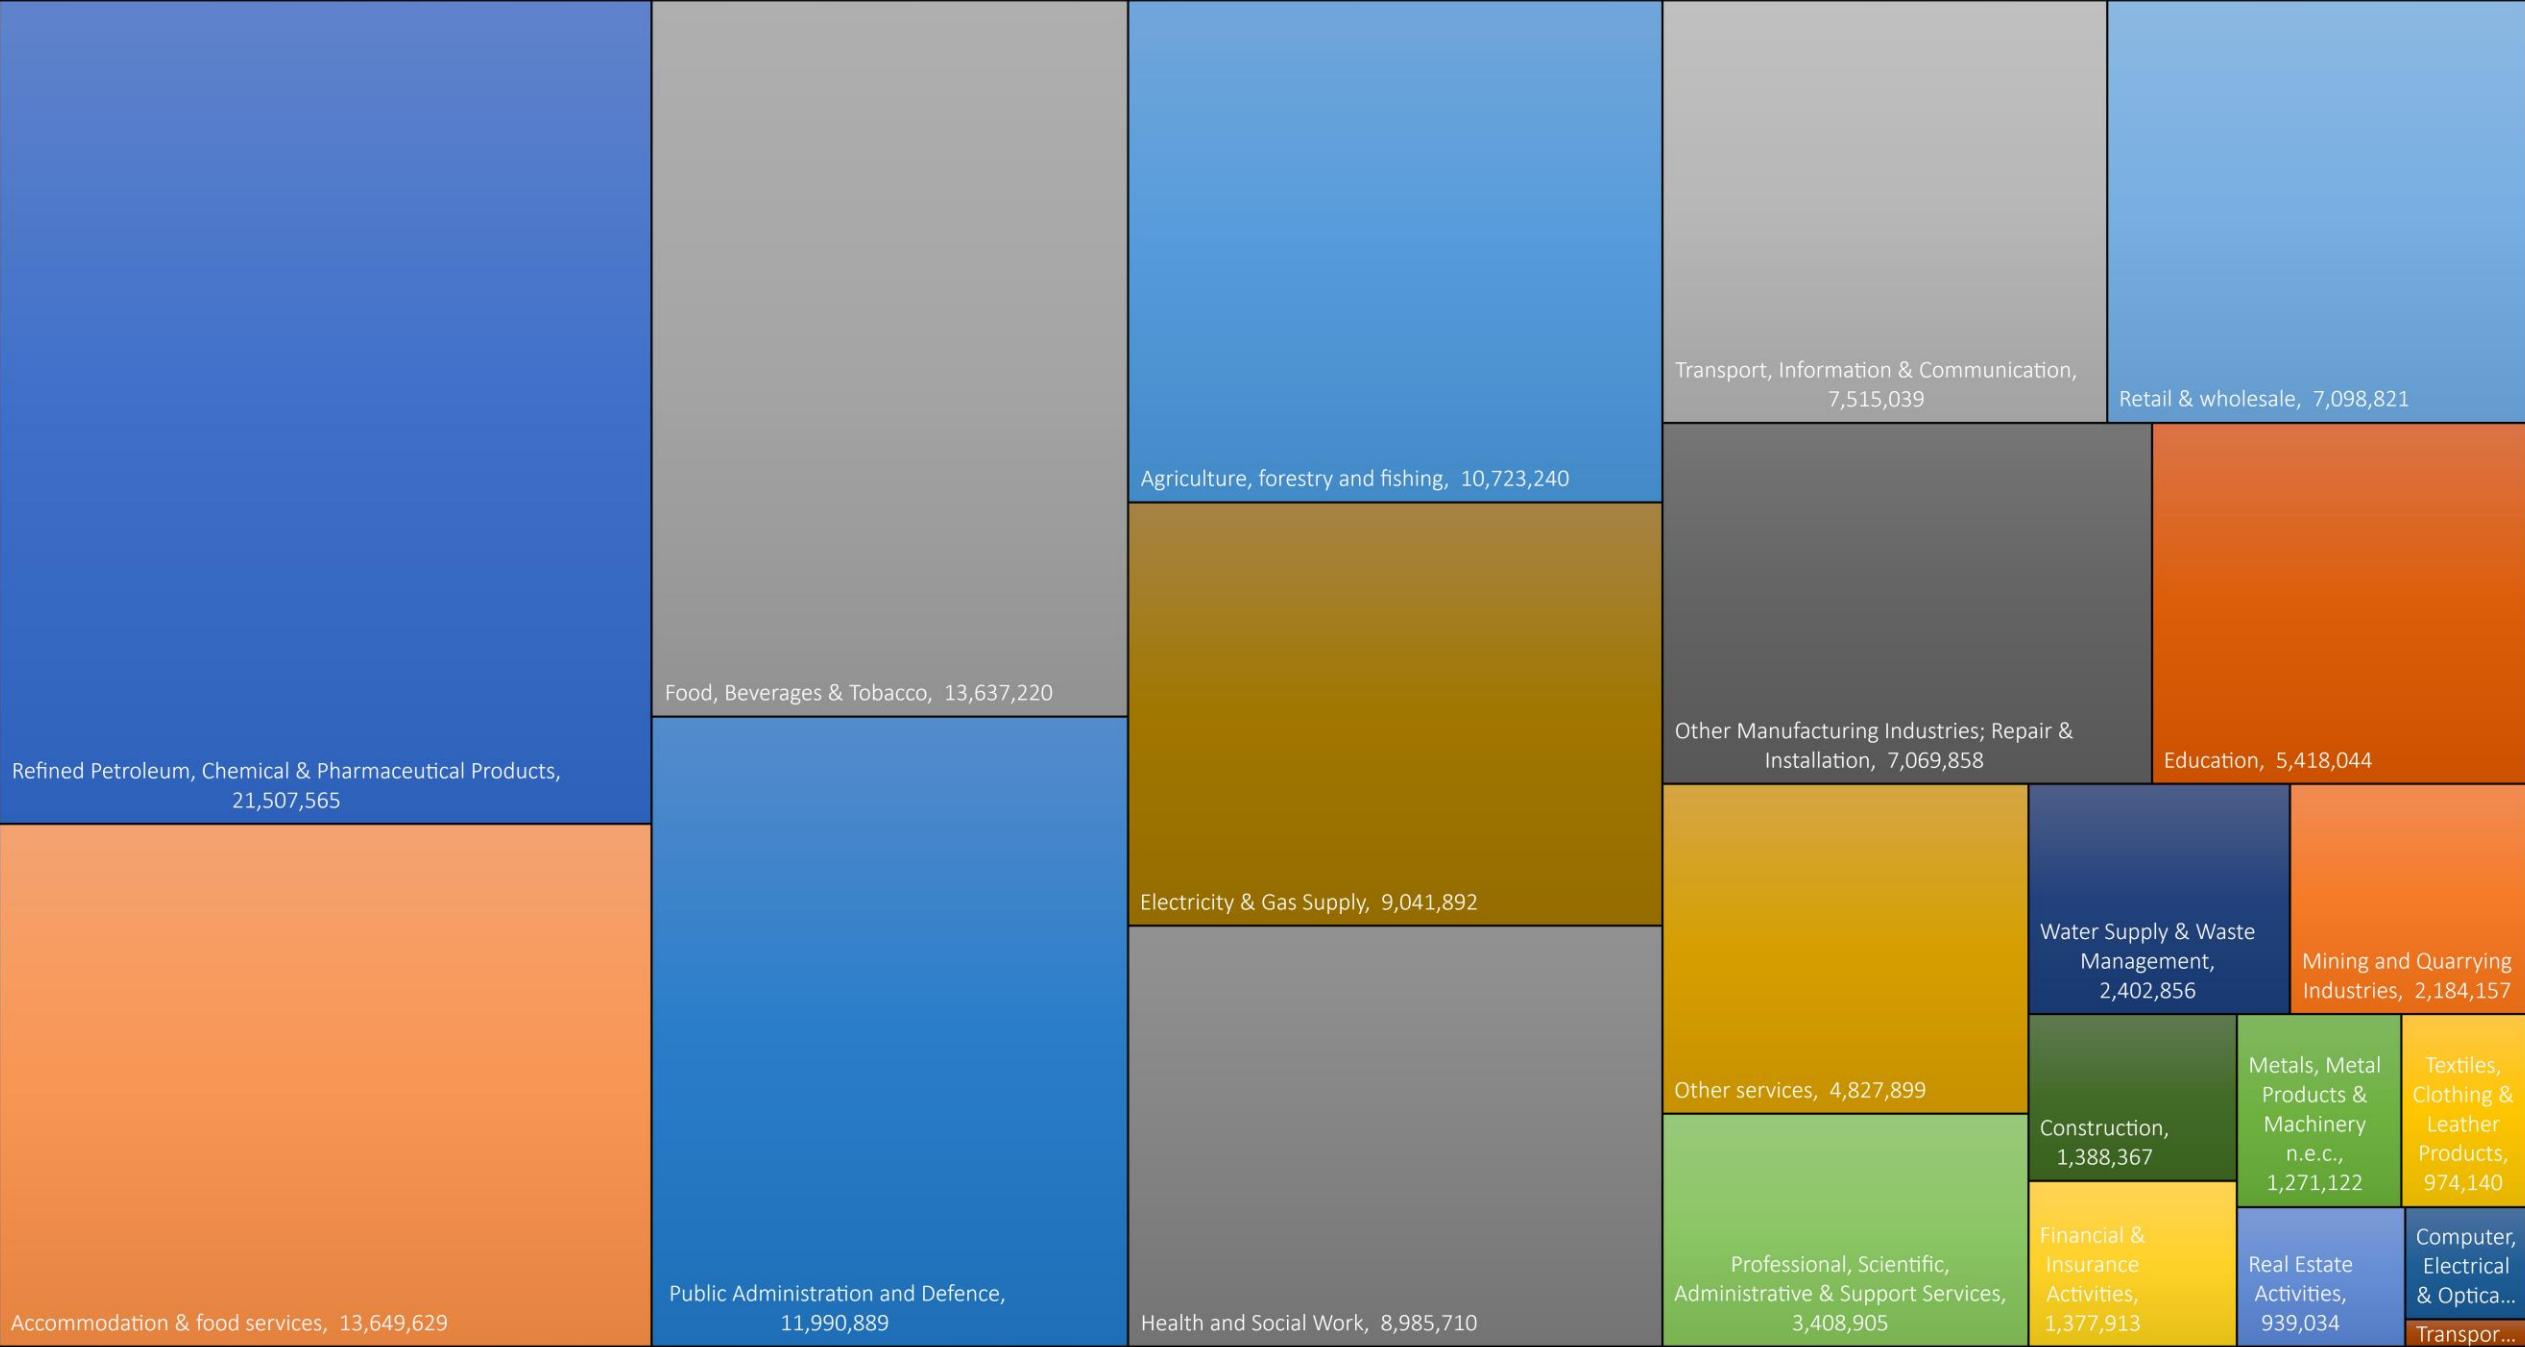 Refined Petroleum, Chemical & Pharmaceutical Products,
21,507,565
Accommodation & food services, 13,649,629
Food, Beverages & Tobacco, 13,637,220
Public Administration and Defence,
11,990,889
Agriculture, forestry and fishing, 10,723,240
Electricity & Gas Supply, 9,041,892
Health and Social Work, 8,985,710
Transport, Information & Communication,
7,515,039
Retail & wholesale, 7,098,821
Other Manufacturing Industries; Repair &
Installation, 7,069,858
Education, 5,418,044
Other services, 4,827,899
Professional, Scientific,
Administrative & Support Services,
3,408,905
Water Supply & Waste
Management,
2,402,856
Mining and Quarrying
Industries, 2,184,157
Construction,
1,388,367
Financial &
Insurance
Activities,
1,377,913
Metals, Metal
Products &
Machinery
n.e.c.,
1,271,122
Textiles,
Clothing &
Leather
Products,
974,140
Real Estate
Activities,
939,034
Computer,
Electrical
& Optica...
Transpor...